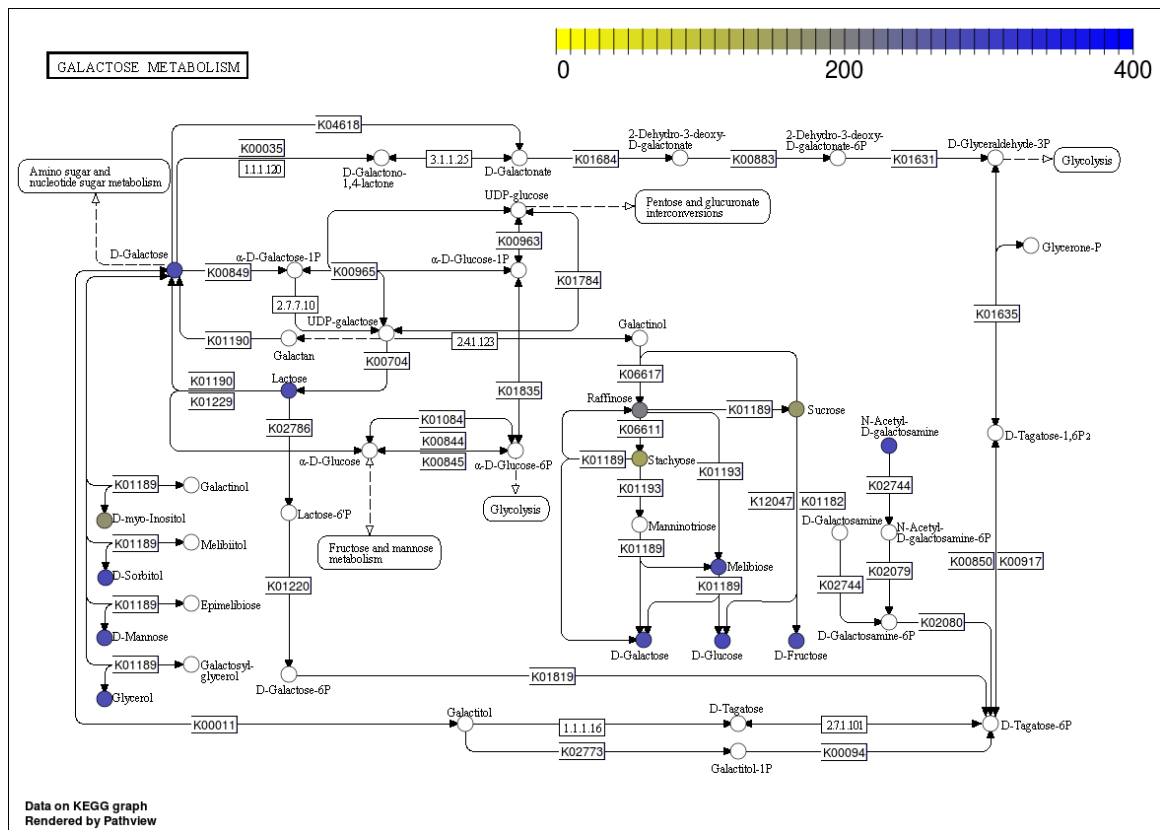 GALACTOSE METABOLISM
0 200 400
K04618
K00035
1.1.1.120
3.1.1.25
D-Galactono-
1,4-lactone
D-Galactonate
K01684
2-Dehydro-3-deoxy-
D-galactonate
K00883
2-Dehydro-3-deoxy-
D-galactonate-6P
K01631
D-Glyceraldehyde-3P
Glycolysis
Amino sugar and
nucleotide sugar metabolism
UDP-glucose
Pentose and glucuronate
interconversions
K00963
D-Galactose
K00849
α-D-Galactose-1P
K00965
α-D-Glucose-1P
K01784
Glycerone-P
2.7.7.10
UDP-galactose
K01190
Galactan
2.4.1.123
Galactinol
K01635
K00704
K01190
K01229
Lactose
K01835
K06617
Raffinose
K01189
Sucrose
K02786
K01084
K00844
K00845
α-D-Glucose
α-D-Glucose-6P
K06611
K01189
Stachyose
K01193
K01193
N-Acetyl-
D-galactosamine
D-Tagatose-1,6P2
K02744
K01189
Galactinol
D-myo-Inositol
Lactose-6'P
Glycolysis
K12047
K01182
Manninotriose
D-Galactosamine
N-Acetyl-
D-galactosamine-6P
K01189
Melibiitol
D-Sorbitol
Fructose and mannose
metabolism
K01189
Melibiose
K01189
K00850
K00917
K02744
K02079
K01220
K01189
Epimelibiose
D-Mannose
D-Galactose
D-Glucose
D-Fructose
D-Galactosamine-6P
K02080
K01189
Galactosyl-
glycerol
Glycerol
D-Galactose-6P
K01819
K00011
Galactitol
1.1.1.16
D-Tagatose
2.7.1.101
D-Tagatose-6P
K02773
Galactitol-1P
K00094
Data on KEGG graph
Rendered by Pathview